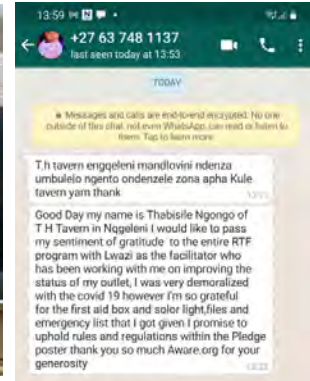 13:59
+27 63 748 1137
last seen today at 13:53
TODAY
Messages and calls are end-to-end encrypted. No one
outside of this chat, not even WhatsApp, can read or listen to
them. Tap to learn more.
T.h tavern engqeleni mandlovini ndenza
umbulelo ngento ondenzele zona apha Kule
tavern yam thank
Good Day my name is Thabisile Ngongo of
T H Tavern in Nqgeleni I would like to pass
my sentiment of gratitude to the entire RTF
program with Lwazi as the facilitator who
has been working with me on improving the
status of my outlet, I was very demoralized
with the covid 19 however I'm so grateful
for the first aid box and solor light,files and
emergency list that I got given I promise to
uphold rules and regulations within the Pledge
poster thank you so much Aware.org for your
generosity